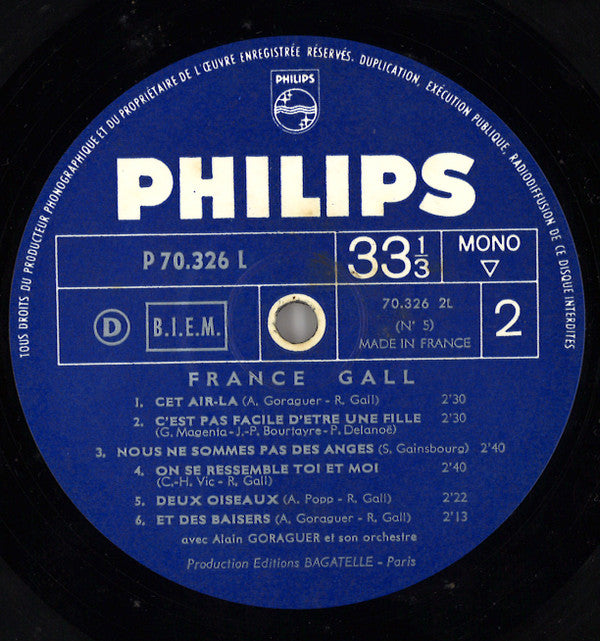 TOUS DROITS DU PRODUCTEUR PHONOGRAPHIQUE ET DU PROPRIÉTAIRE DE L'ŒUVRE ENREGISTRÉE RÉSERVÉS. DUPLICATION, EXÉCUTION PUBLIQUE, RADIODIFFUSION DE CE DISQUE INTERDITES
PHILIPS
PHILIPS
P 70.326 L
33 1/3
MONO
▽
D
B.I.E.M.
70.326 2L
(N° 5)
MADE IN FRANCE
2
FRANCE GALL
1. CET AIR-LA (A. Goraguer - R. Gall) 2'30
2. C'EST PAS FACILE D'ETRE UNE FILLE 2'30
(G. Magenta - J.-P. Bourtayre - P. Delanoë)
3. NOUS NE SOMMES PAS DES ANGES (S. Gainsbourg) 2'40
4. ON SE RESSEMBLE TOI ET MOI 2'40
(C.-H. Vic - R. Gall)
5. DEUX OISEAUX (A. Popp - R. Gall) 2'22
6. ET DES BAISERS (A. Goraguer - R. Gall) 2'13
avec Alain GORAGUER et son orchestre
Production Editions BAGATELLE - Paris